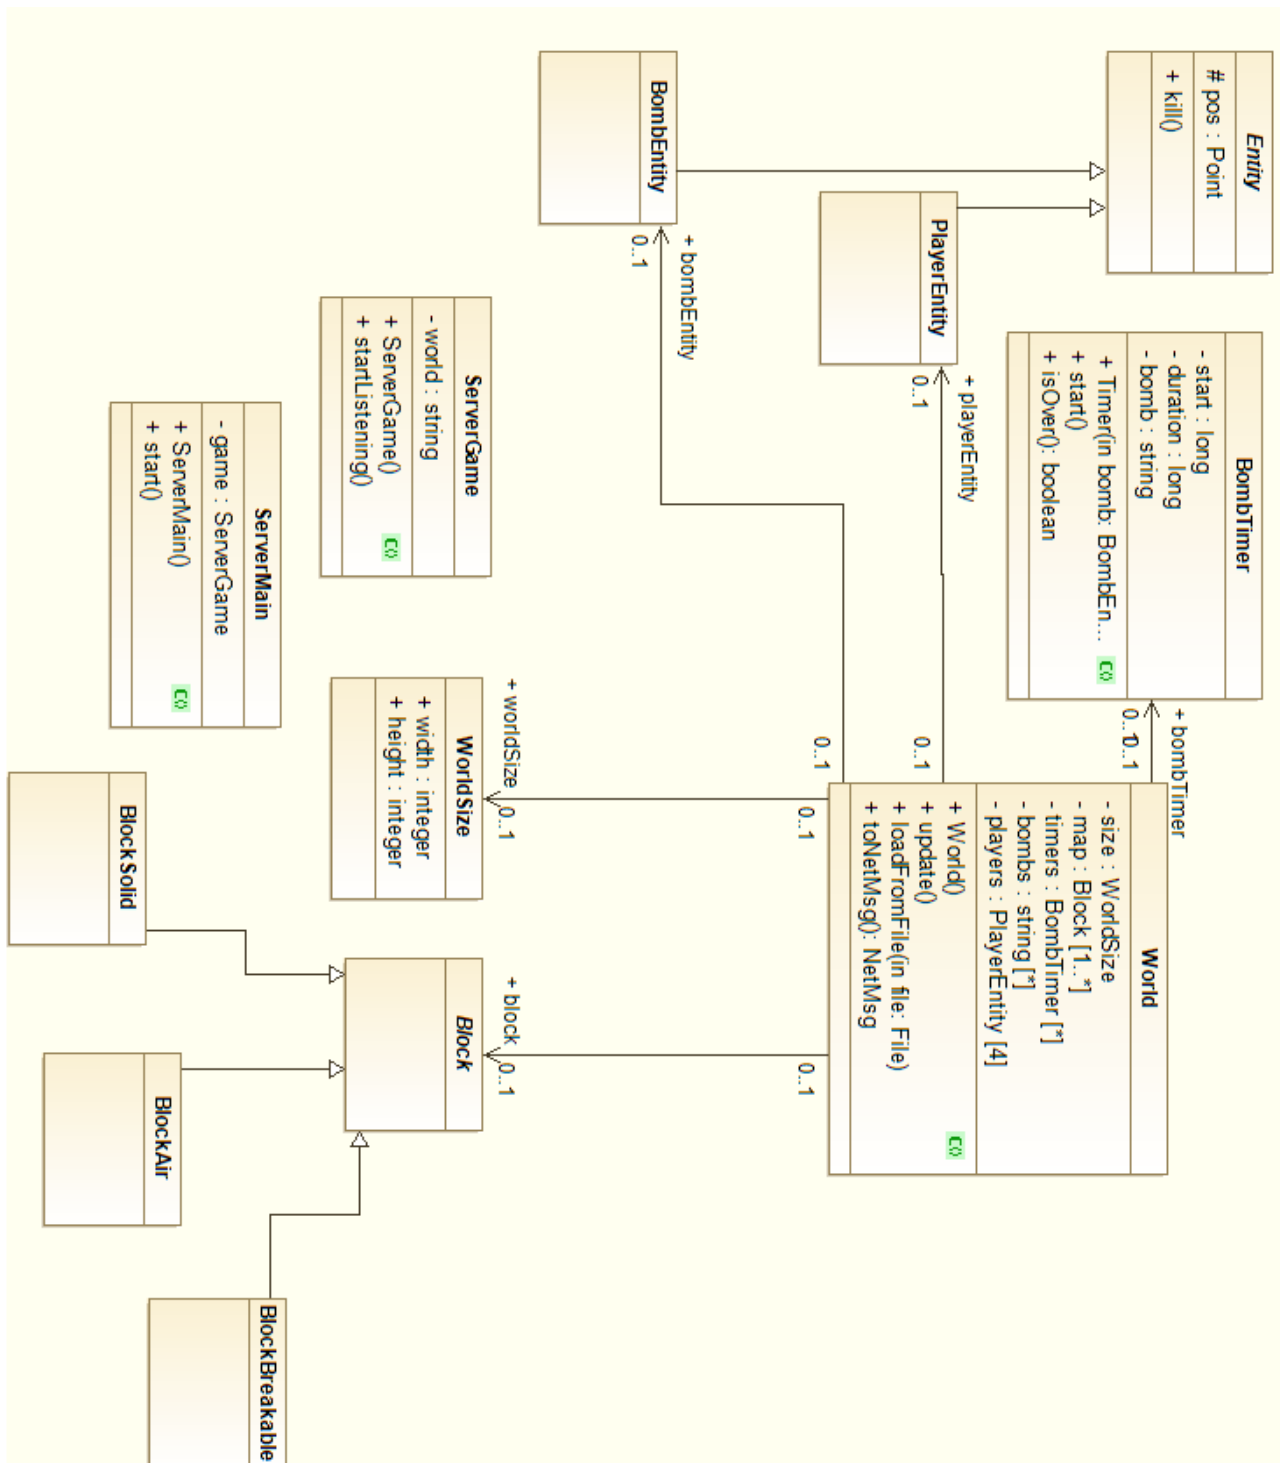 Entity
# pos : Point
+ kill()
BombTimer
- start : long
- duration : long
- bomb : string
+ Timer(in bomb: BombEn...
+ start()
+ isOver(): boolean
+ bombTimer
0..1
0..1
World
- size : WorldSize
- map : Block [1..*]
- timers : BombTimer [*]
- bombs : string [*]
- players : PlayerEntity [4]
+ World()
+ update()
+ loadFromFile(in file: File)
+ toNetMsg(): NetMsg
PlayerEntity
+ playerEntity
0..1
0..1
BombEntity
+ bombEntity
0..1
0..1
ServerGame
- world : string
+ ServerGame()
+ startListening()
WorldSize
+ width : integer
+ height : integer
+ worldSize
0..1
0..1
Block
+ block
0..1
0..1
ServerMain
- game : ServerGame
+ ServerMain()
+ start()
BlockSolid
BlockAir
BlockBreakable